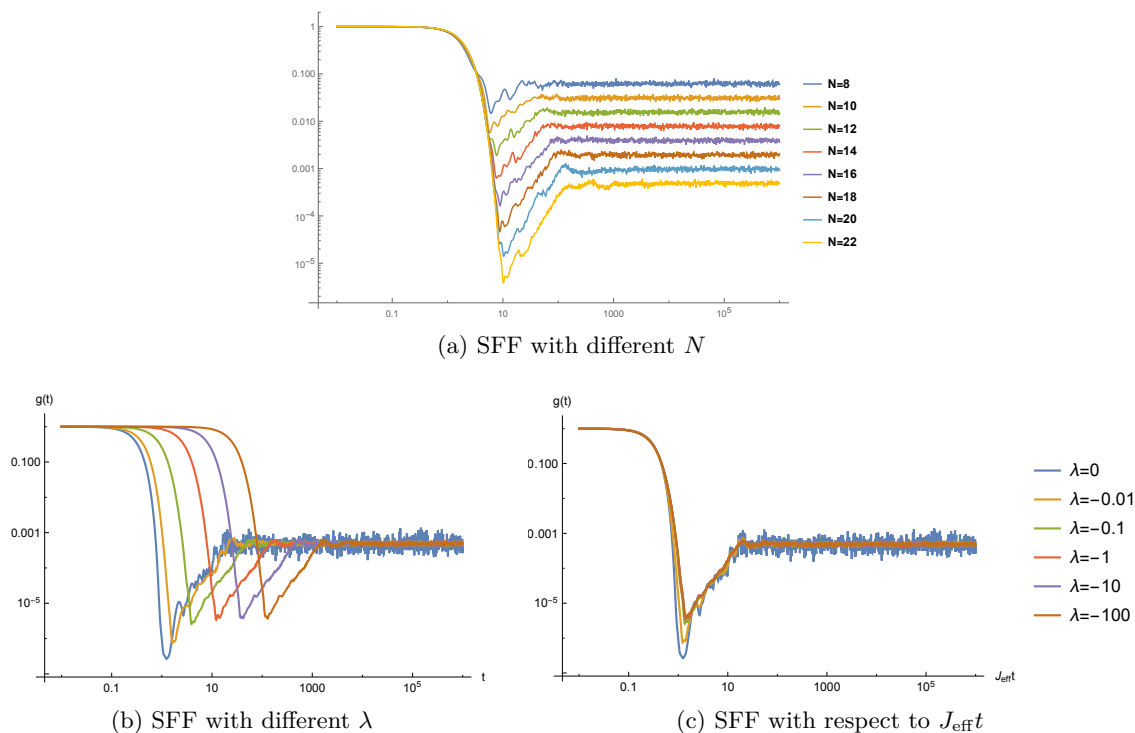 1
0.100
0.010
0.001
10⁻⁴
10⁻⁵
0.1 10 1000 10⁵
N=8
N=10
N=12
N=14
N=16
N=18
N=20
N=22
(a) SFF with different N
g(t)
0.100
0.001
10⁻⁵
0.1 10 1000 10⁵ t
(b) SFF with different λ
g(t)
0.100
0.001
10⁻⁵
0.1 10 1000 10⁵ J_eff t
λ=0
λ=-0.01
λ=-0.1
λ=-1
λ=-10
λ=-100
(c) SFF with respect to J_eff t